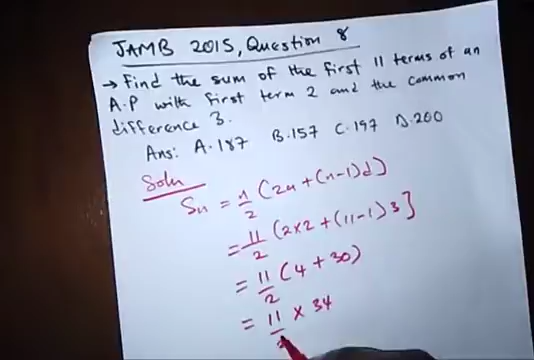 JAMB 2015, Question 8
→ Find the sum of the first 11 terms of an
A.P with first term 2 and the common
difference 3.
Ans: A. 187 B. 157 C. 197 D. 200
Soln
Sn = n/2 (2a + (n-1)d)
= 11/2 (2x2 + (11-1) 3]
= 11/2 (4 + 30)
= 11/2 x 34